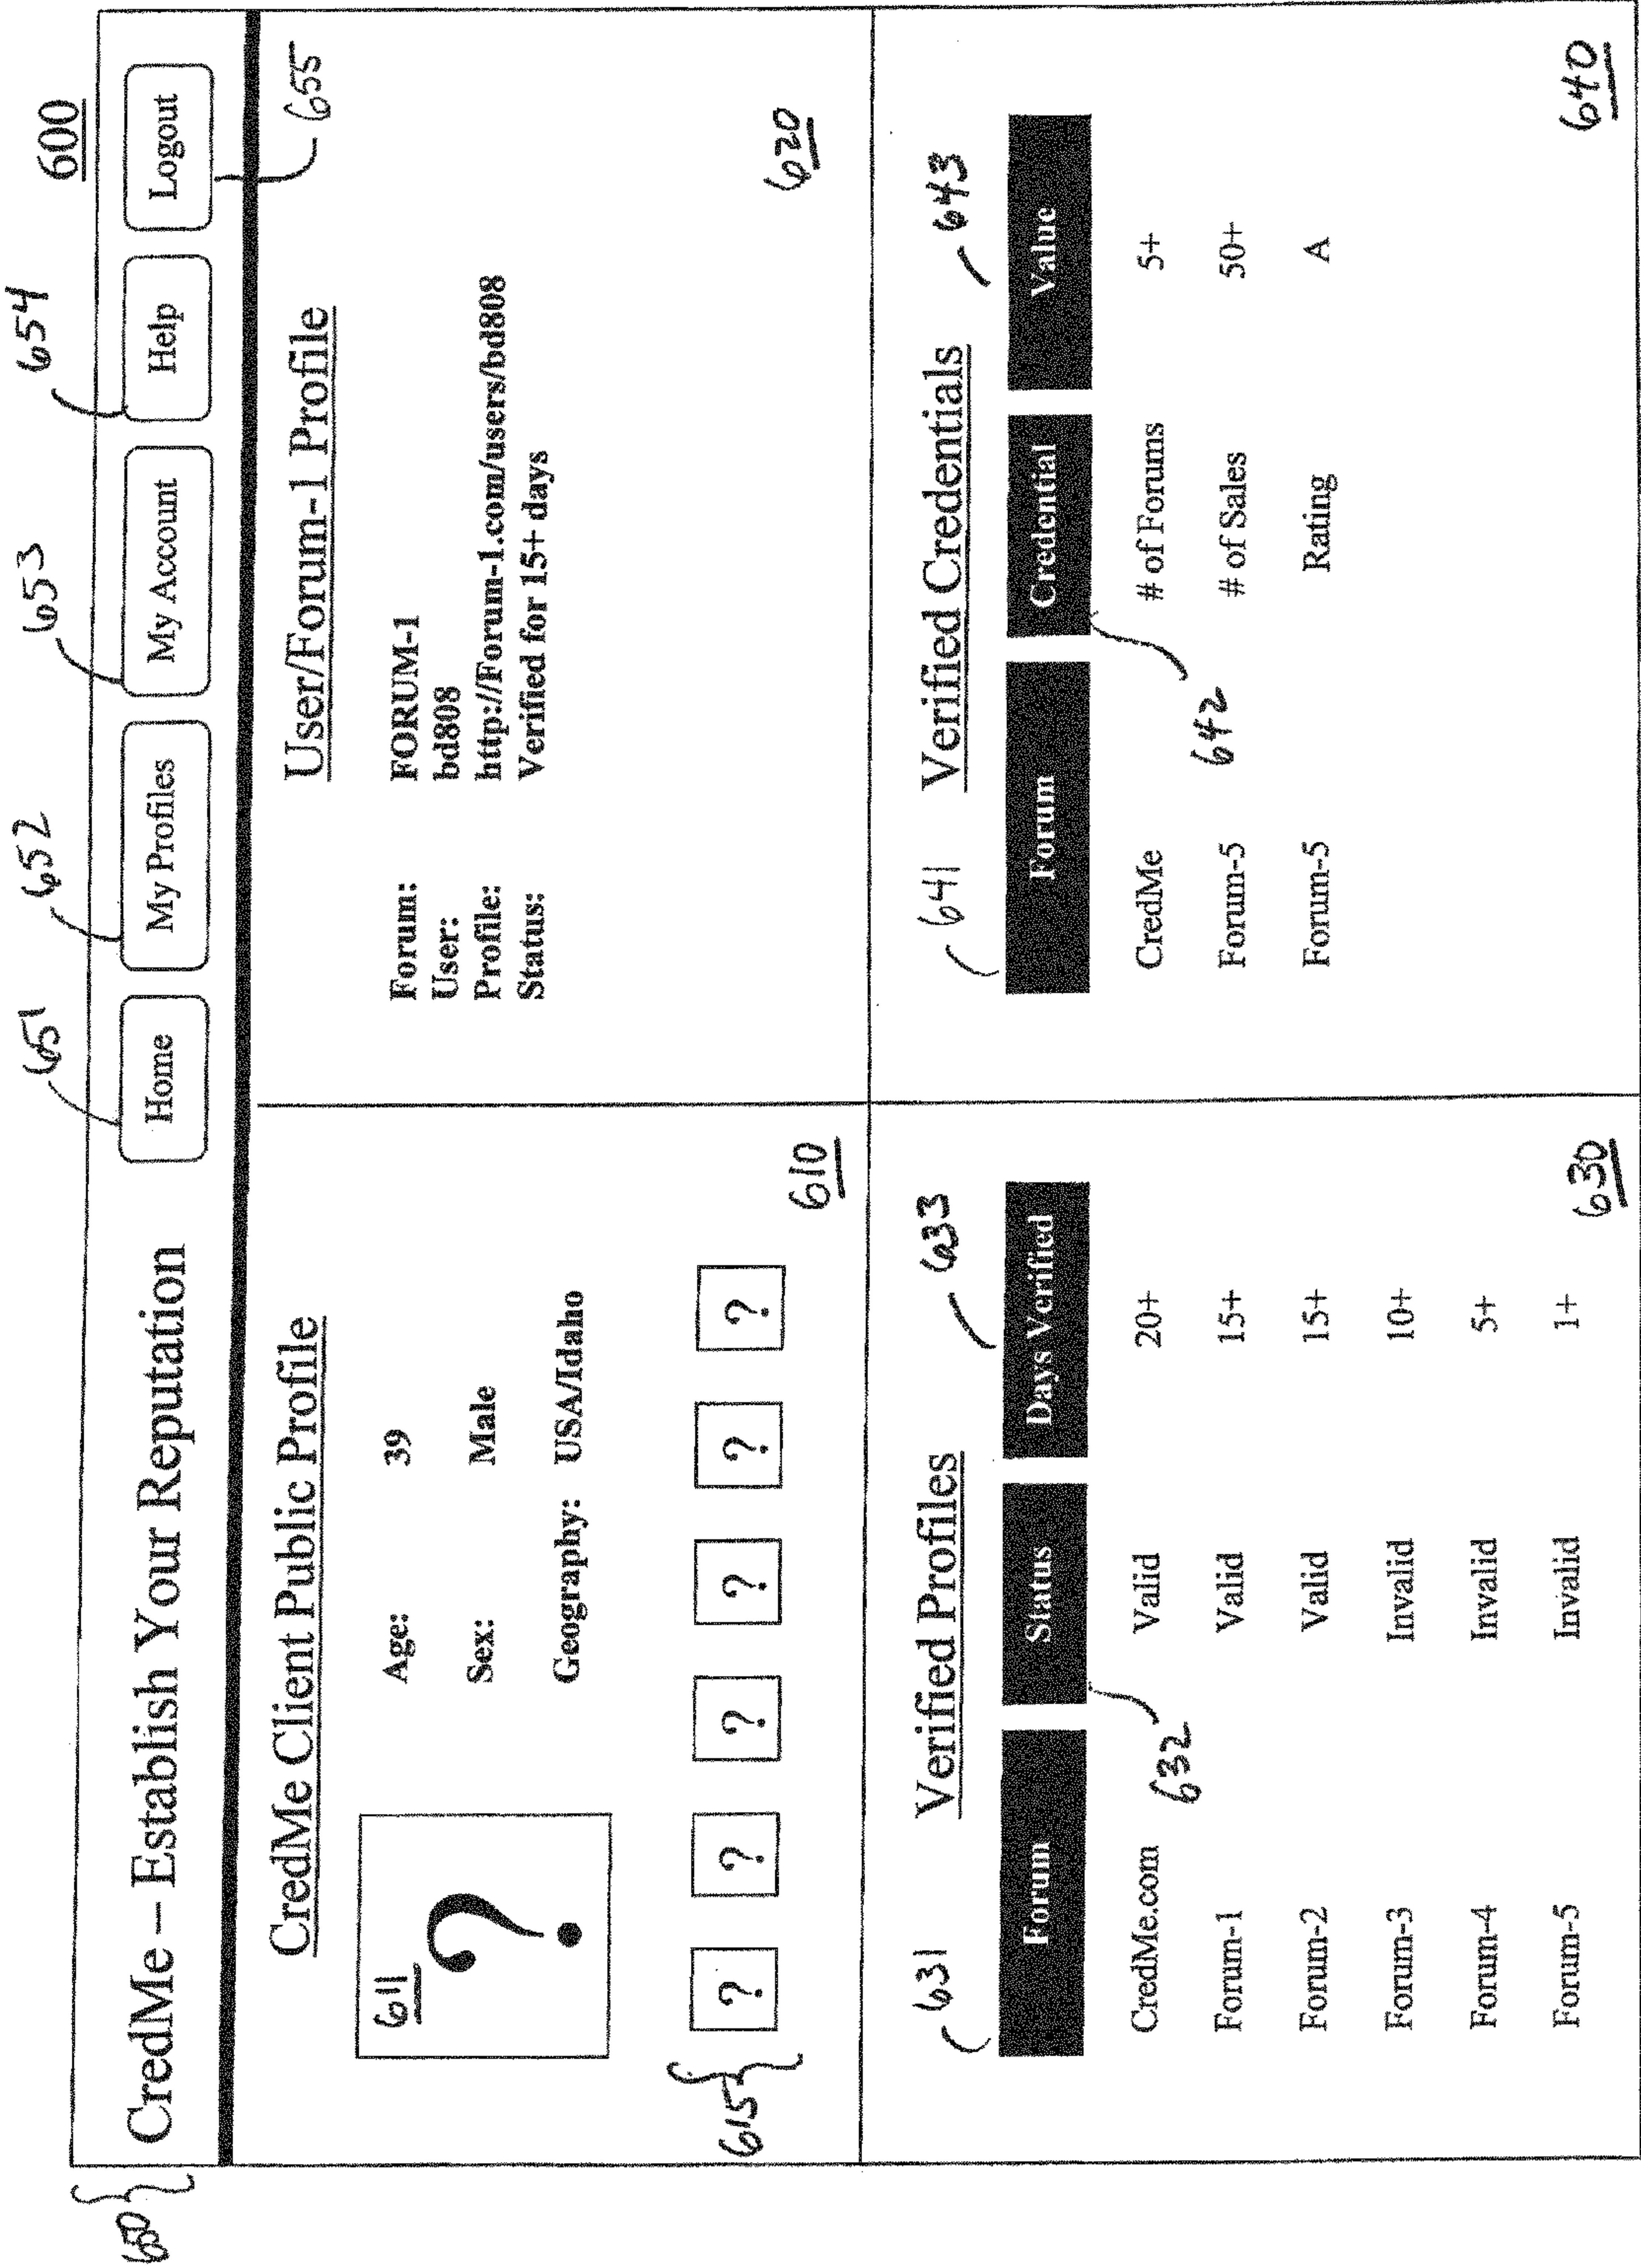 600
651 652 653 654
650 CredMe – Establish Your Reputation Home My Profiles My Account Help Logout
655
CredMe Client Public Profile
611
?
Age: 39
Sex: Male
Geography: USA/Idaho
615 ? ? ? ? ? ?
610
User/Forum-1 Profile
Forum: FORUM-1
User: bd808
Profile: http://Forum-1.com/users/bd808
Status: Verified for 15+ days
620
631 Verified Profiles 633
Forum Status Days Verified
632
CredMe.com Valid 20+
Forum-1 Valid 15+
Forum-2 Valid 15+
Forum-3 Invalid 10+
Forum-4 Invalid 5+
Forum-5 Invalid 1+
630
641 Verified Credentials 643
Forum Credential Value
642
CredMe # of Forums 5+
Forum-5 # of Sales 50+
Forum-5 Rating A
640